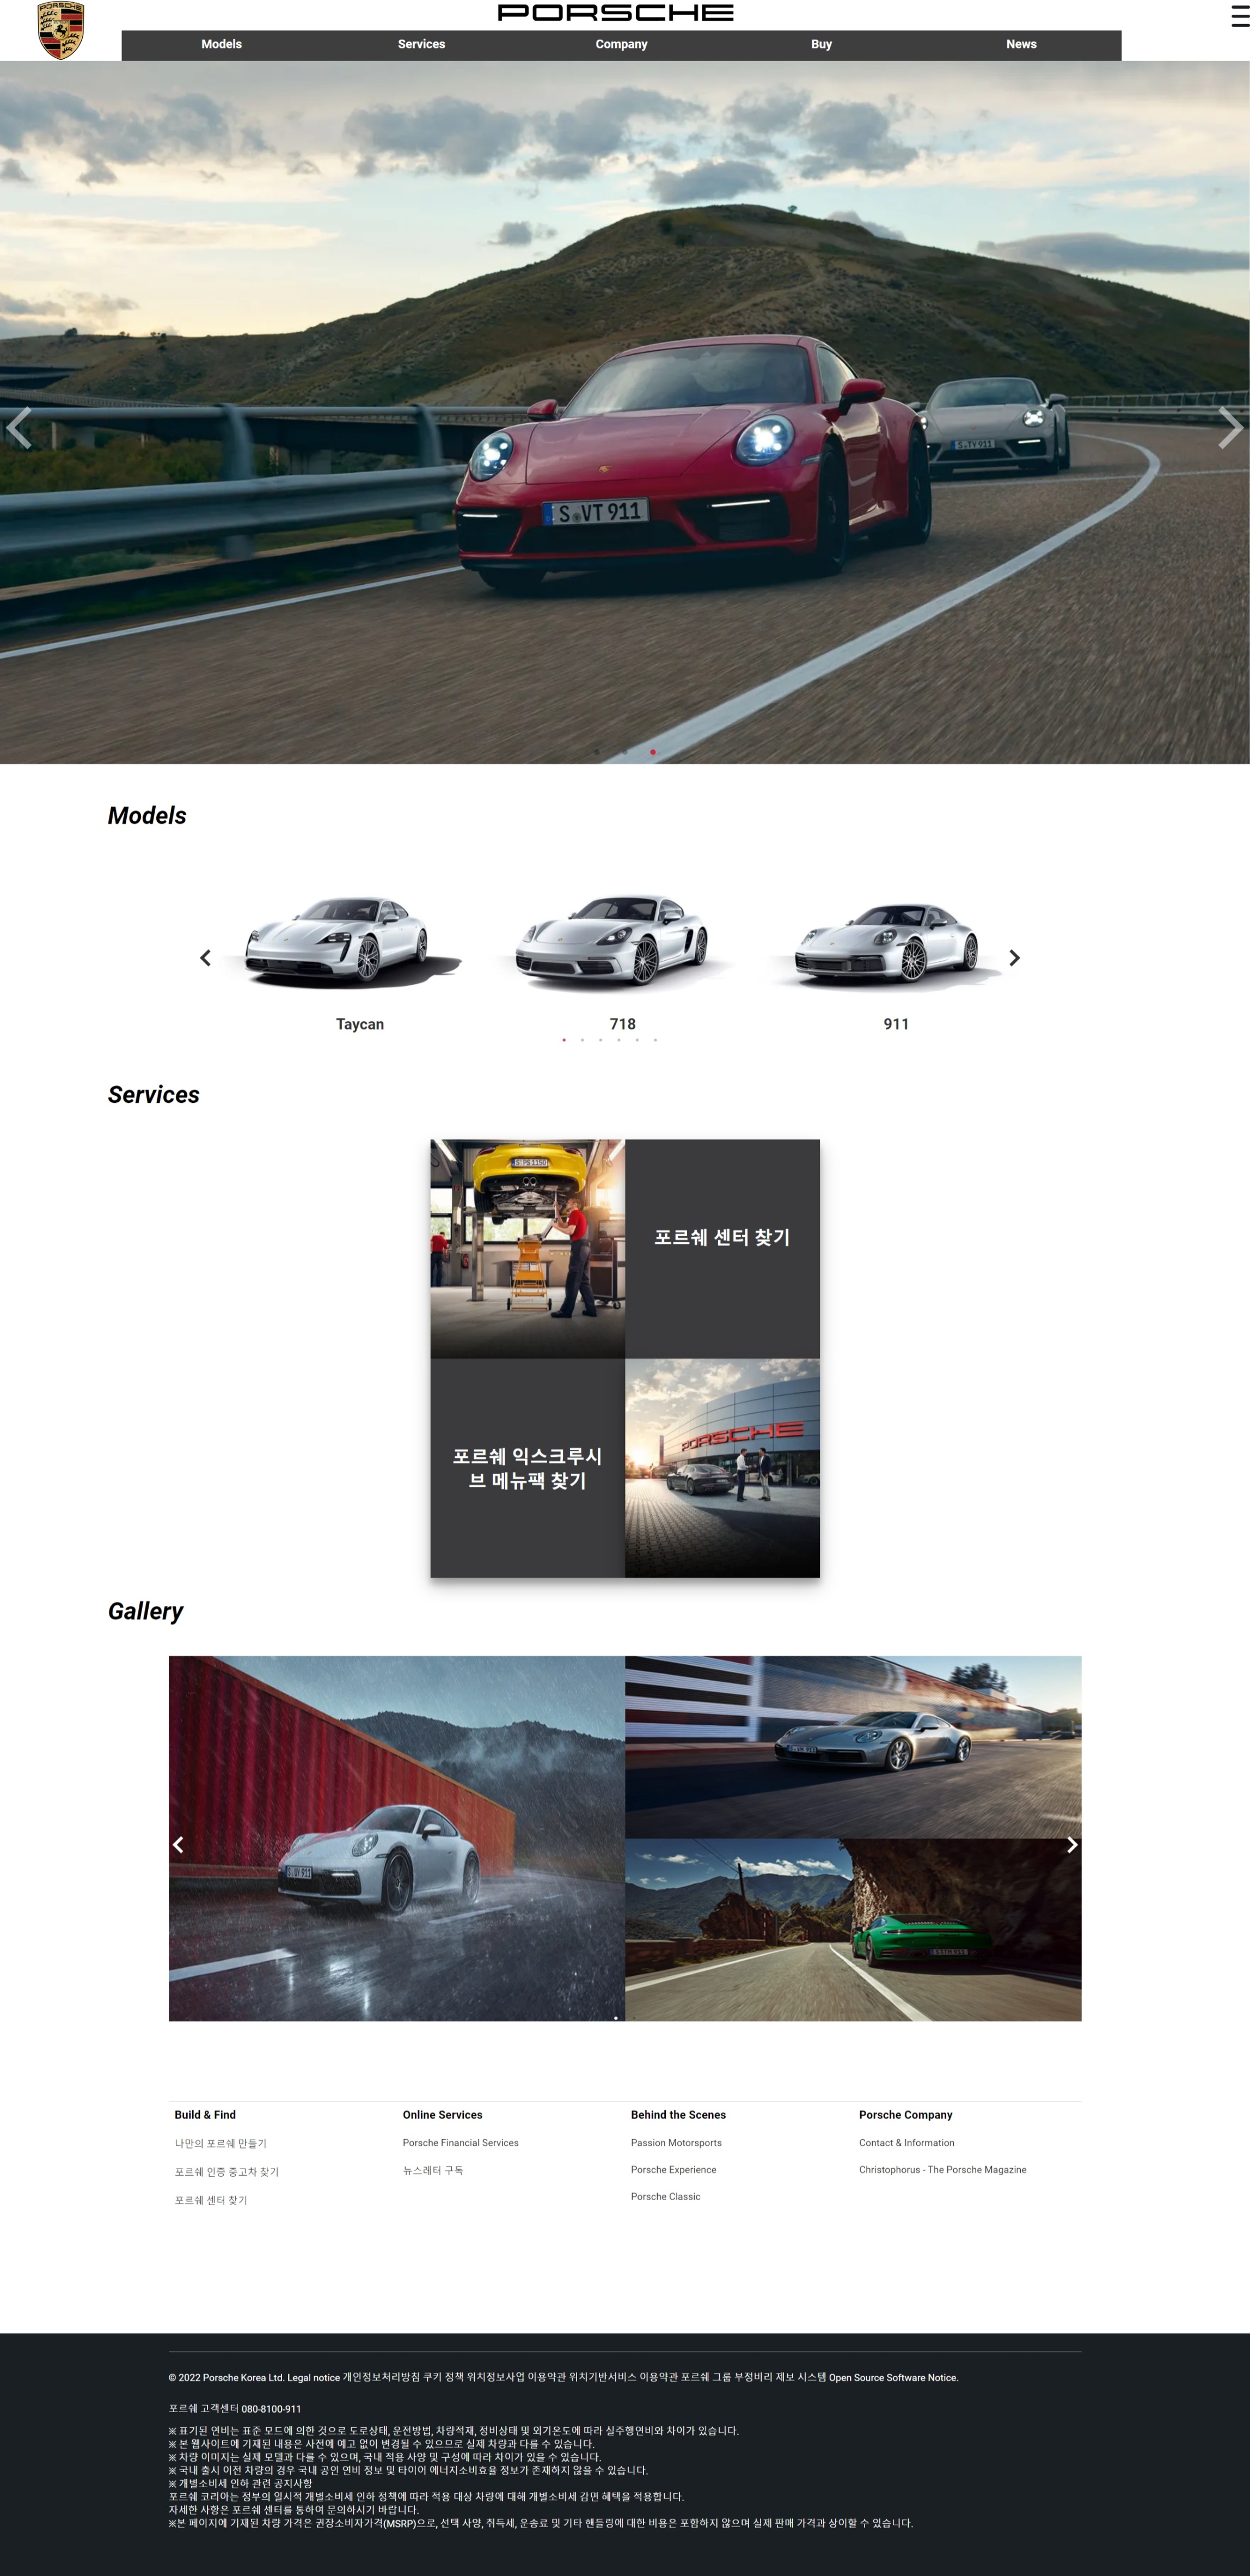 PORSCHE
PORSCHE
Models Services Company Buy News
S VT 911
S TY 911
Models
Taycan 718 911
Services
포르쉐 센터 찾기
포르쉐 익스크루시
브 메뉴팩 찾기
PORSCHE
Gallery
Build & Find
나만의 포르쉐 만들기
포르쉐 인증 중고차 찾기
포르쉐 센터 찾기
Online Services
Porsche Financial Services
뉴스레터 구독
Behind the Scenes
Passion Motorsports
Porsche Experience
Porsche Classic
Porsche Company
Contact & Information
Christophorus - The Porsche Magazine
© 2022 Porsche Korea Ltd. Legal notice 개인정보처리방침 쿠키 정책 위치정보사업 이용약관 위치기반서비스 이용약관 포르쉐 그룹 부정비리 제보 시스템 Open Source Software Notice.
포르쉐 고객센터 080-8100-911
※ 표기된 연비는 표준 모드에 의한 것으로 도로상태, 운전방법, 차량적재, 정비상태 및 외기온도에 따라 실주행연비와 차이가 있습니다.
※ 본 웹사이트에 기재된 내용은 사전에 예고 없이 변경될 수 있으므로 실제 차량과 다를 수 있습니다.
※ 차량 이미지는 실제 모델과 다를 수 있으며, 국내 적용 사양 및 구성에 따라 차이가 있을 수 있습니다.
※ 국내 출시 이전 차량의 경우 국내 공인 연비 정보 및 타이어 에너지소비효율 정보가 존재하지 않을 수 있습니다.
※ 개별소비세 인하 관련 공지사항
포르쉐 코리아는 정부의 일시적 개별소비세 인하 정책에 따라 적용 대상 차량에 대해 개별소비세 감면 혜택을 적용합니다.
자세한 사항은 포르쉐 센터를 통하여 문의하시기 바랍니다.
※본 페이지에 기재된 차량 가격은 권장소비자가격(MSRP)으로, 선택 사양, 취득세, 운송료 및 기타 핸들링에 대한 비용은 포함하지 않으며 실제 판매 가격과 상이할 수 있습니다.